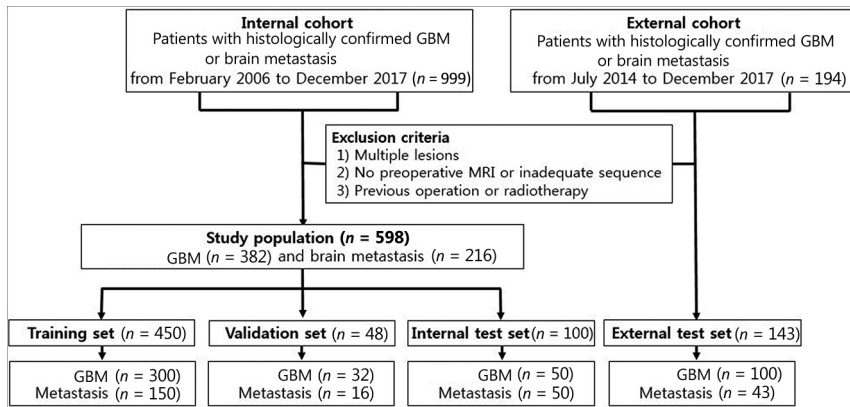 Internal cohort
Patients with histologically confirmed GBM
or brain metastasis
from February 2006 to December 2017 (n = 999)
External cohort
Patients with histologically confirmed GBM
or brain metastasis
from July 2014 to December 2017 (n = 194)
Exclusion criteria
1) Multiple lesions
2) No preoperative MRI or inadequate sequence
3) Previous operation or radiotherapy
Study population (n = 598)
GBM (n = 382) and brain metastasis (n = 216)
Training set (n = 450)
Validation set (n = 48)
Internal test set (n = 100)
External test set (n = 143)
GBM (n = 300)
Metastasis (n = 150)
GBM (n = 32)
Metastasis (n = 16)
GBM (n = 50)
Metastasis (n = 50)
GBM (n = 100)
Metastasis (n = 43)